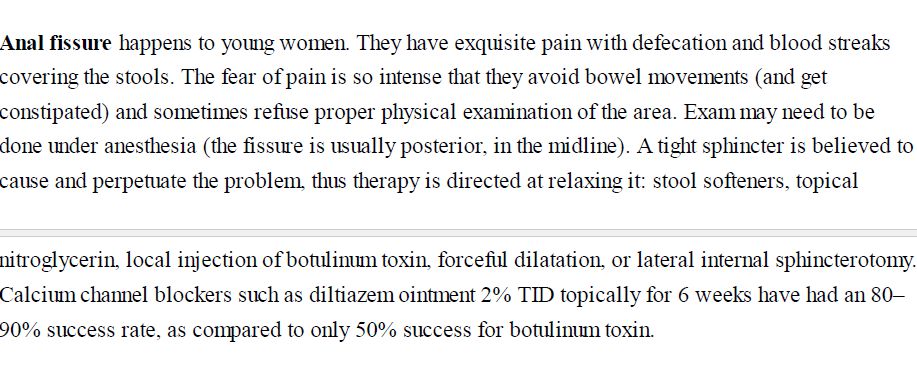 Anal fissure happens to young women. They have exquisite pain with defecation and blood streaks
covering the stools. The fear of pain is so intense that they avoid bowel movements (and get
constipated) and sometimes refuse proper physical examination of the area. Exam may need to be
done under anesthesia (the fissure is usually posterior, in the midline). A tight sphincter is believed to
cause and perpetuate the problem, thus therapy is directed at relaxing it: stool softeners, topical
nitroglycerin, local injection of botulinum toxin, forceful dilatation, or lateral internal sphincterotomy.
Calcium channel blockers such as diltiazem ointment 2% TID topically for 6 weeks have had an 80–
90% success rate, as compared to only 50% success for botulinum toxin.